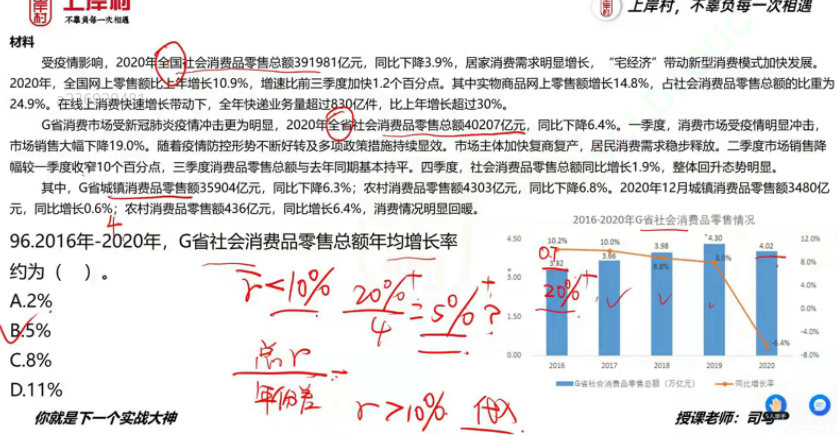 上岸村
不辜负每一次相遇
上岸村，不辜负每一次相遇
材料
受疫情影响，2020年全国社会消费品零售总额391981亿元，同比下降3.9%，居家消费需求明显增长，“宅经济”带动新型消费模式加快发展。
2020年，全国网上零售额比上年增长10.9%，增速比前三季度加快1.2个百分点。其中实物商品网上零售额增长14.8%，占社会消费品零售总额的比重为
24.9%。在线上消费快速增长带动下，全年快递业务量超过830亿件，比上年增长超过30%。
G省消费市场受新冠肺炎疫情冲击更为明显，2020年全省社会消费品零售总额40207亿元，同比下降6.4%。一季度，消费市场受疫情明显冲击，
市场销售大幅下降19.0%。随着疫情防控形势不断好转及多项政策措施持续显效。市场主体加快复商复产，居民消费需求稳步释放。二季度市场销售降
幅较一季度收窄10个百分点，三季度消费品零售总额与去年同期基本持平。四季度，社会消费品零售总额同比增长1.9%，整体回升态势明显。
其中，G省城镇消费品零售额35904亿元，同比下降6.3%；农村消费品零售额4303亿元，同比下降6.8%。2020年12月城镇消费品零售额3480亿
元，同比增长0.6%；农村消费品零售额436亿元，同比增长6.4%，消费情况明显回暖。
4
96.2016年-2020年，G省社会消费品零售总额年均增长率
约为（ ）。
A.2%
B.5%
C.8%
D.11%
r<10%
20%+
4
=5%+?
总r
年份差
=
r>10% 代入
2016-2020年G省社会消费品零售情况
4.50
3.00
1.50
0.00
12.0%
8.0%
4.0%
0.0%
-4.0%
-8.0%
10.2%
10.0%
8.8%
8.0%
-6.4%
3.32
3.66
3.98
4.30
4.02
0.7
20%+
2016 2017 2018 2019 2020
G省社会消费品零售总额（万亿元） 同比增长率
你就是下一个实战大神
授课老师：司马